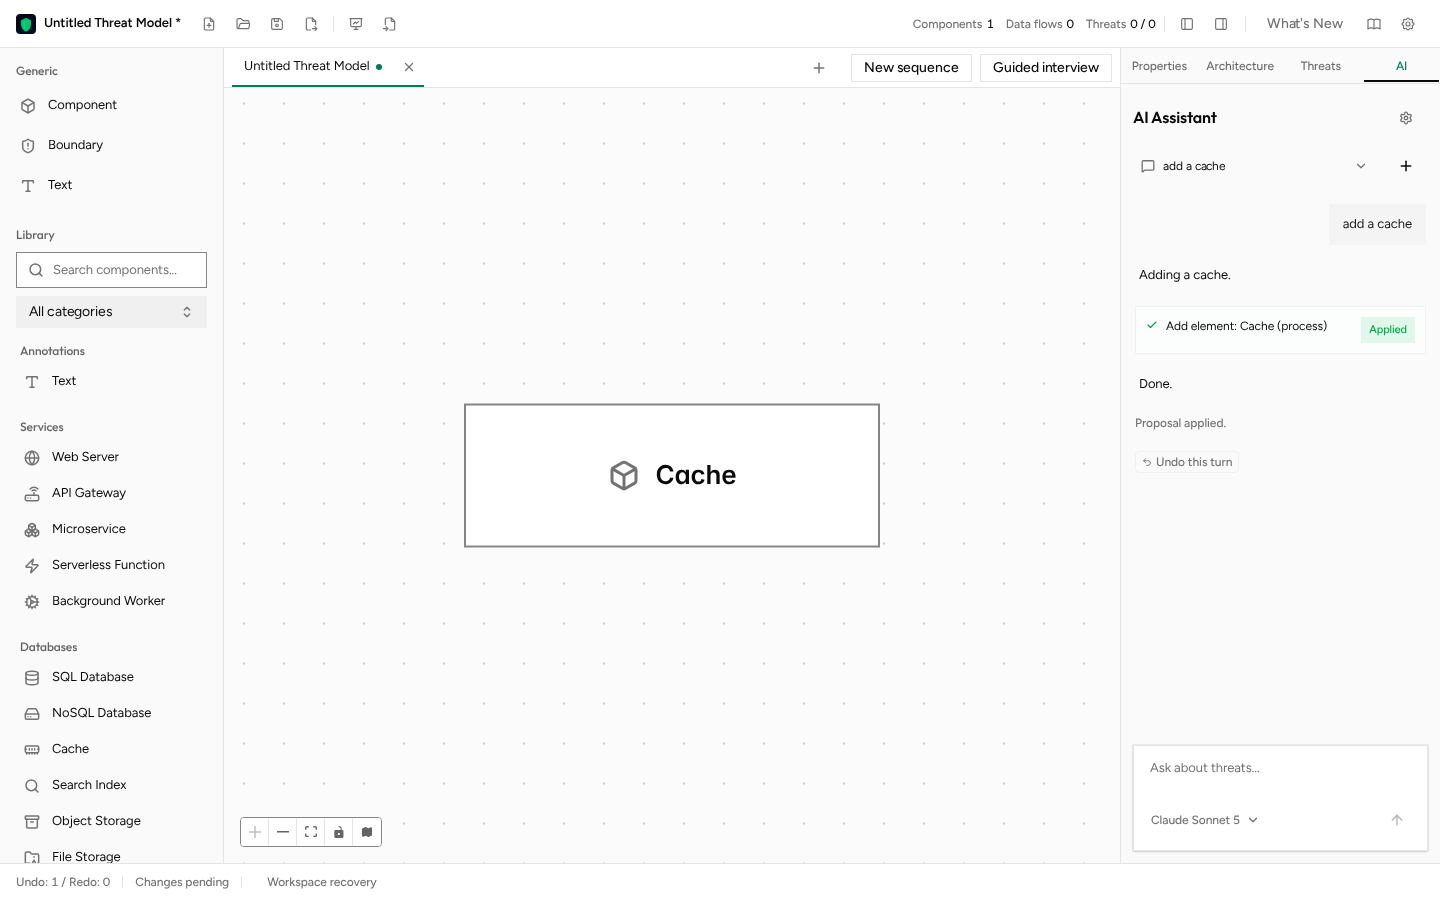 Untitled Threat Model *
Components 1 Data flows 0 Threats 0 / 0
What's New
Generic
Component
Boundary
Text
Library
Search components...
All categories
Annotations
Text
Services
Web Server
API Gateway
Microservice
Serverless Function
Background Worker
Databases
SQL Database
NoSQL Database
Cache
Search Index
Object Storage
File Storage
Untitled Threat Model
New sequence
Guided interview
Cache
Properties Architecture Threats AI
AI Assistant
add a cache
add a cache
Adding a cache.
Add element: Cache (process)
Applied
Done.
Proposal applied.
Undo this turn
Ask about threats...
Claude Sonnet 5
Undo: 1 / Redo: 0
Changes pending
Workspace recovery